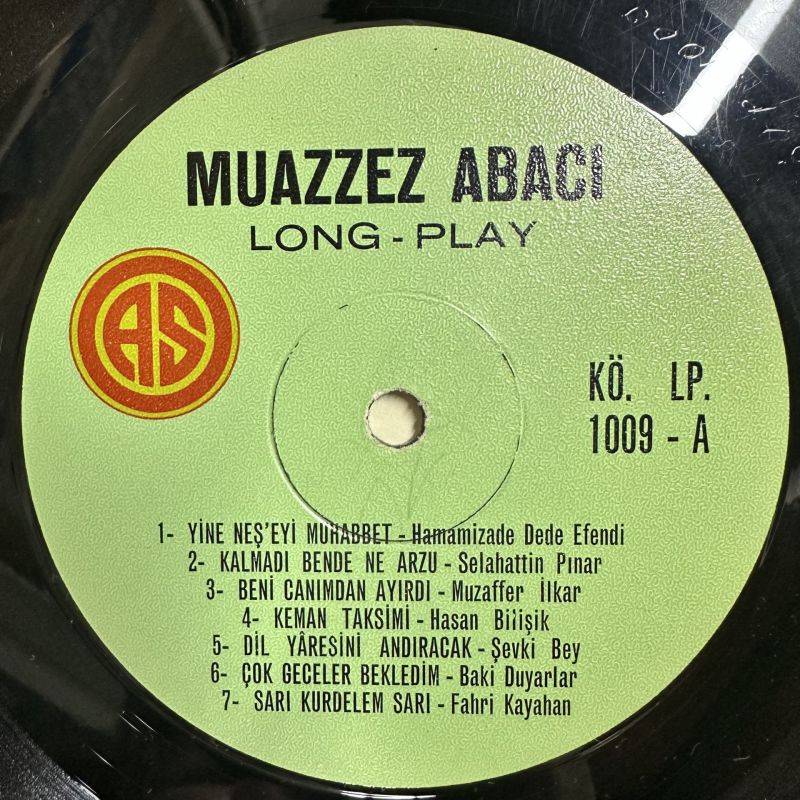 MUAZZEZ ABACI
LONG - PLAY
AS
KÖ. LP.
1009 - A
1- YİNE NEŞ'EYİ MUHABBET - Hamamizade Dede Efendi
2- KALMADI BENDE NE ARZU - Selahattin Pınar
3- BENİ CANIMDAN AYIRDI - Muzaffer İlkar
4- KEMAN TAKSİMİ - Hasan Bilişik
5- DİL YÂRESİNİ ANDIRACAK - Şevki Bey
6- ÇOK GECELER BEKLEDİM - Baki Duyarlar
7- SARI KURDELEM SARI - Fahri Kayahan